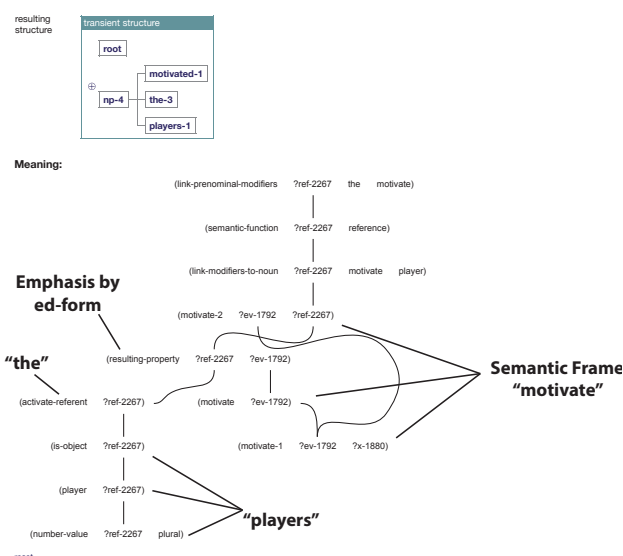 resulting
structure
transient structure
root
motivated-1
np-4
the-3
players-1
Meaning:
(link-prenominal-modifiers ?ref-2267 the motivate)
(semantic-function ?ref-2267 reference)
(link-modifiers-to-noun ?ref-2267 motivate player)
Emphasis by
ed-form
(motivate-2 ?ev-1792 ?ref-2267)
(resulting-property ?ref-2267 ?ev-1792)
"the"
Semantic Frame
"motivate"
(activate-referent ?ref-2267)
(motivate ?ev-1792)
(is-object ?ref-2267)
(motivate-1 ?ev-1792 ?x-1880)
(player ?ref-2267)
"players"
(number-value ?ref-2267 plural)